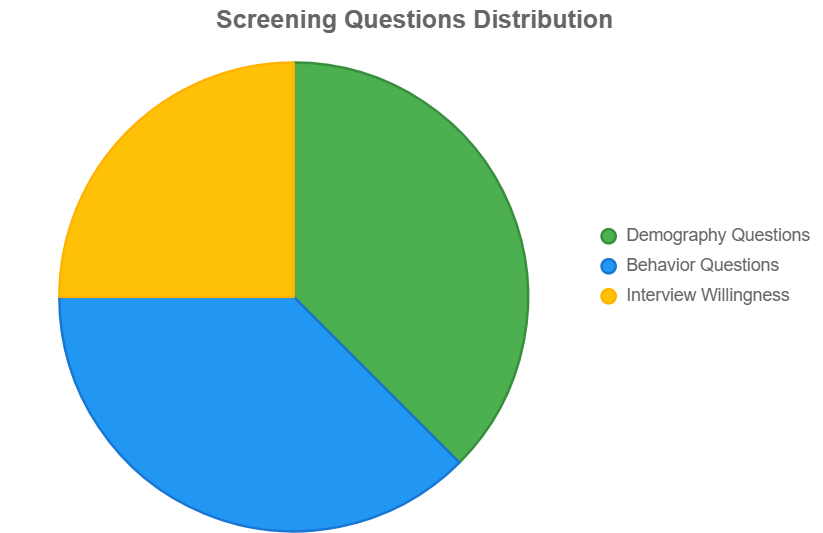 Screening Questions Distribution
Demography Questions
Behavior Questions
Interview Willingness